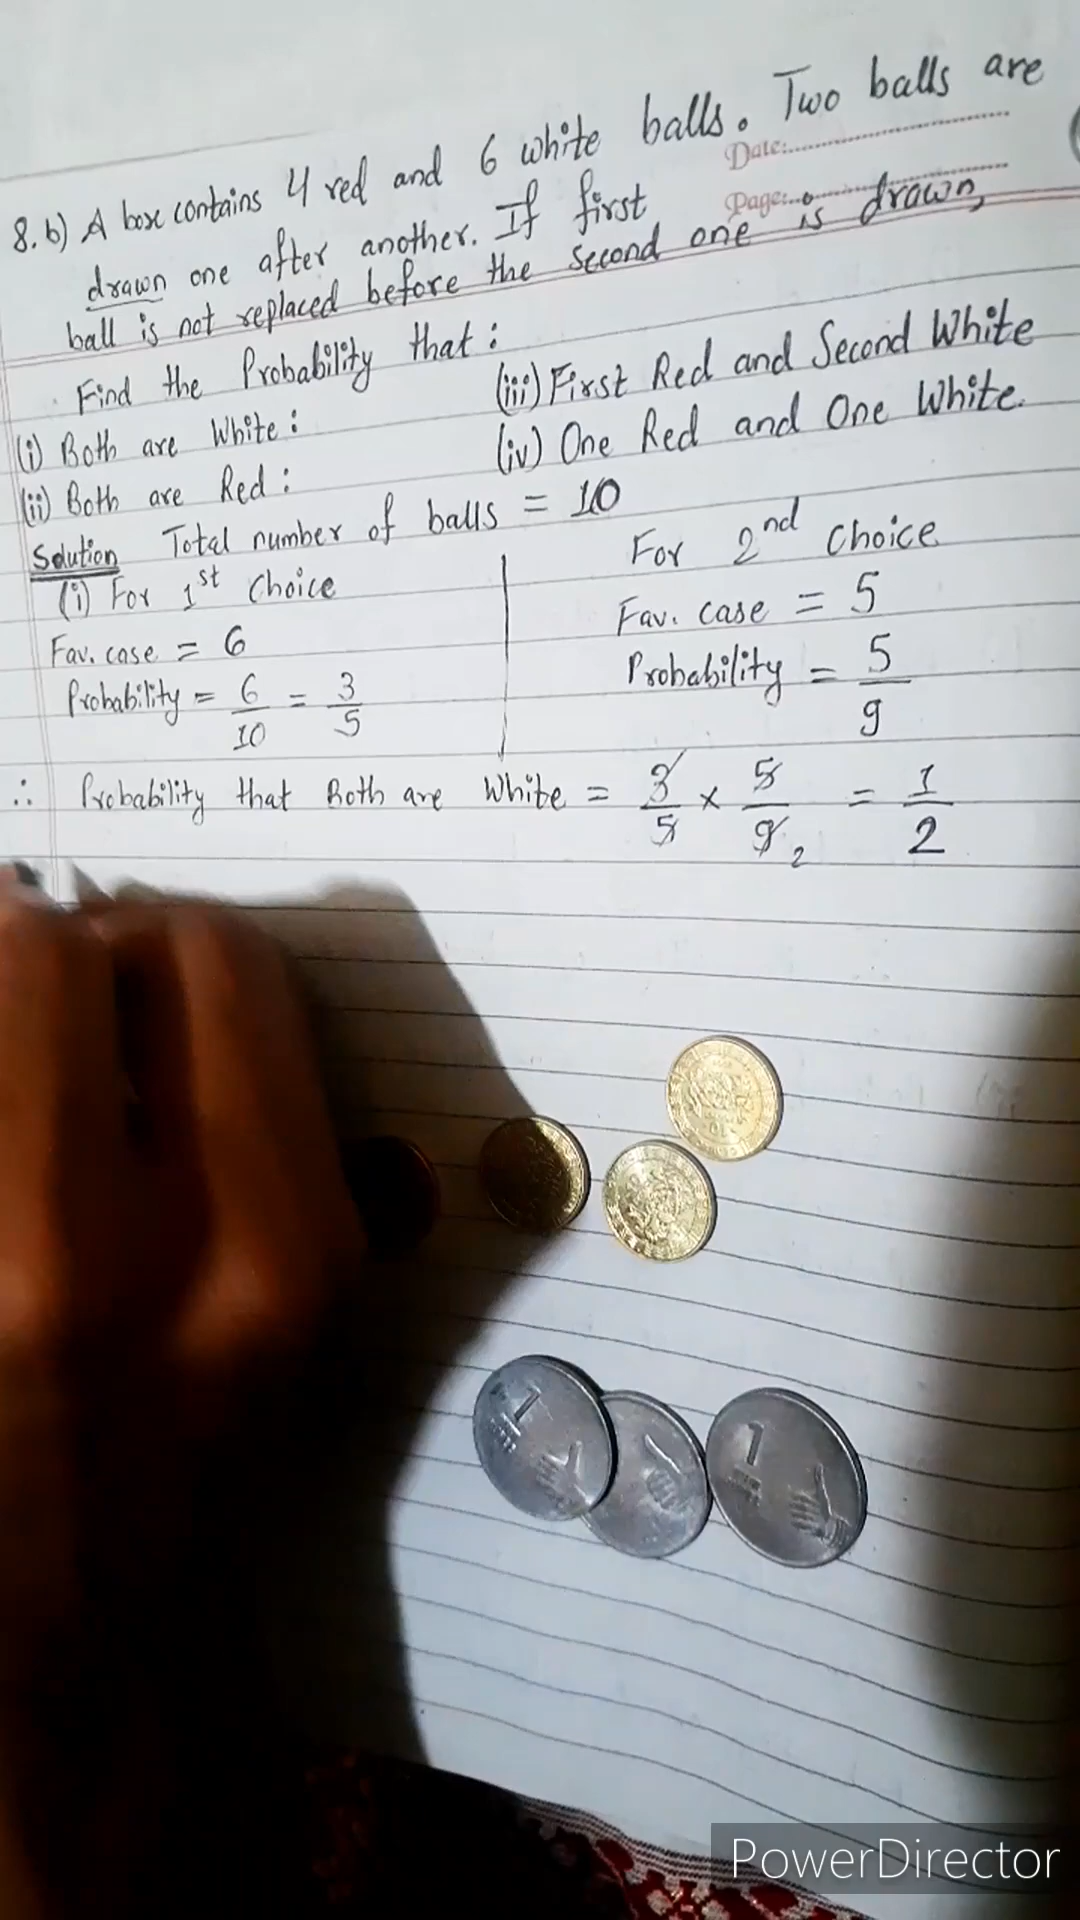 Date:
Page:
8. b) A box contains 4 red and 6 white balls. Two balls are
drawn one after another. If first
ball is not replaced before the second one is drawn,
Find the Probability that :
(i) Both are White :
(iii) First Red and Second White
(ii) Both are Red :
(iv) One Red and One White.
Solution Total number of balls = 10
(i) For 1st Choice
Fav. case = 6
Probability = 6/10 = 3/5
For 2nd Choice
Fav. case = 5
Probability = 5/9
∴ Probability that Both are White = 3/5 × 5/9 2 = 1/2
1
1
PowerDirector